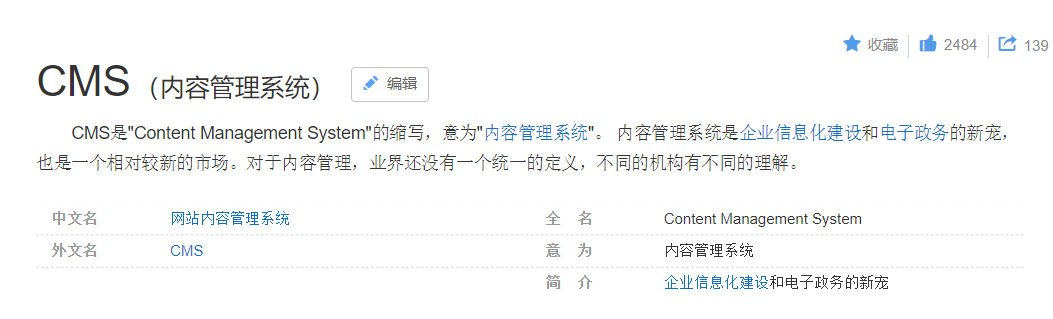 收藏 2484 139
CMS（内容管理系统） 编辑
CMS是"Content Management System"的缩写，意为"内容管理系统"。 内容管理系统是企业信息化建设和电子政务的新宠，
也是一个相对较新的市场。对于内容管理，业界还没有一个统一的定义，不同的机构有不同的理解。
中文名 网站内容管理系统 全 名 Content Management System
外文名 CMS 意 为 内容管理系统
简 介 企业信息化建设和电子政务的新宠